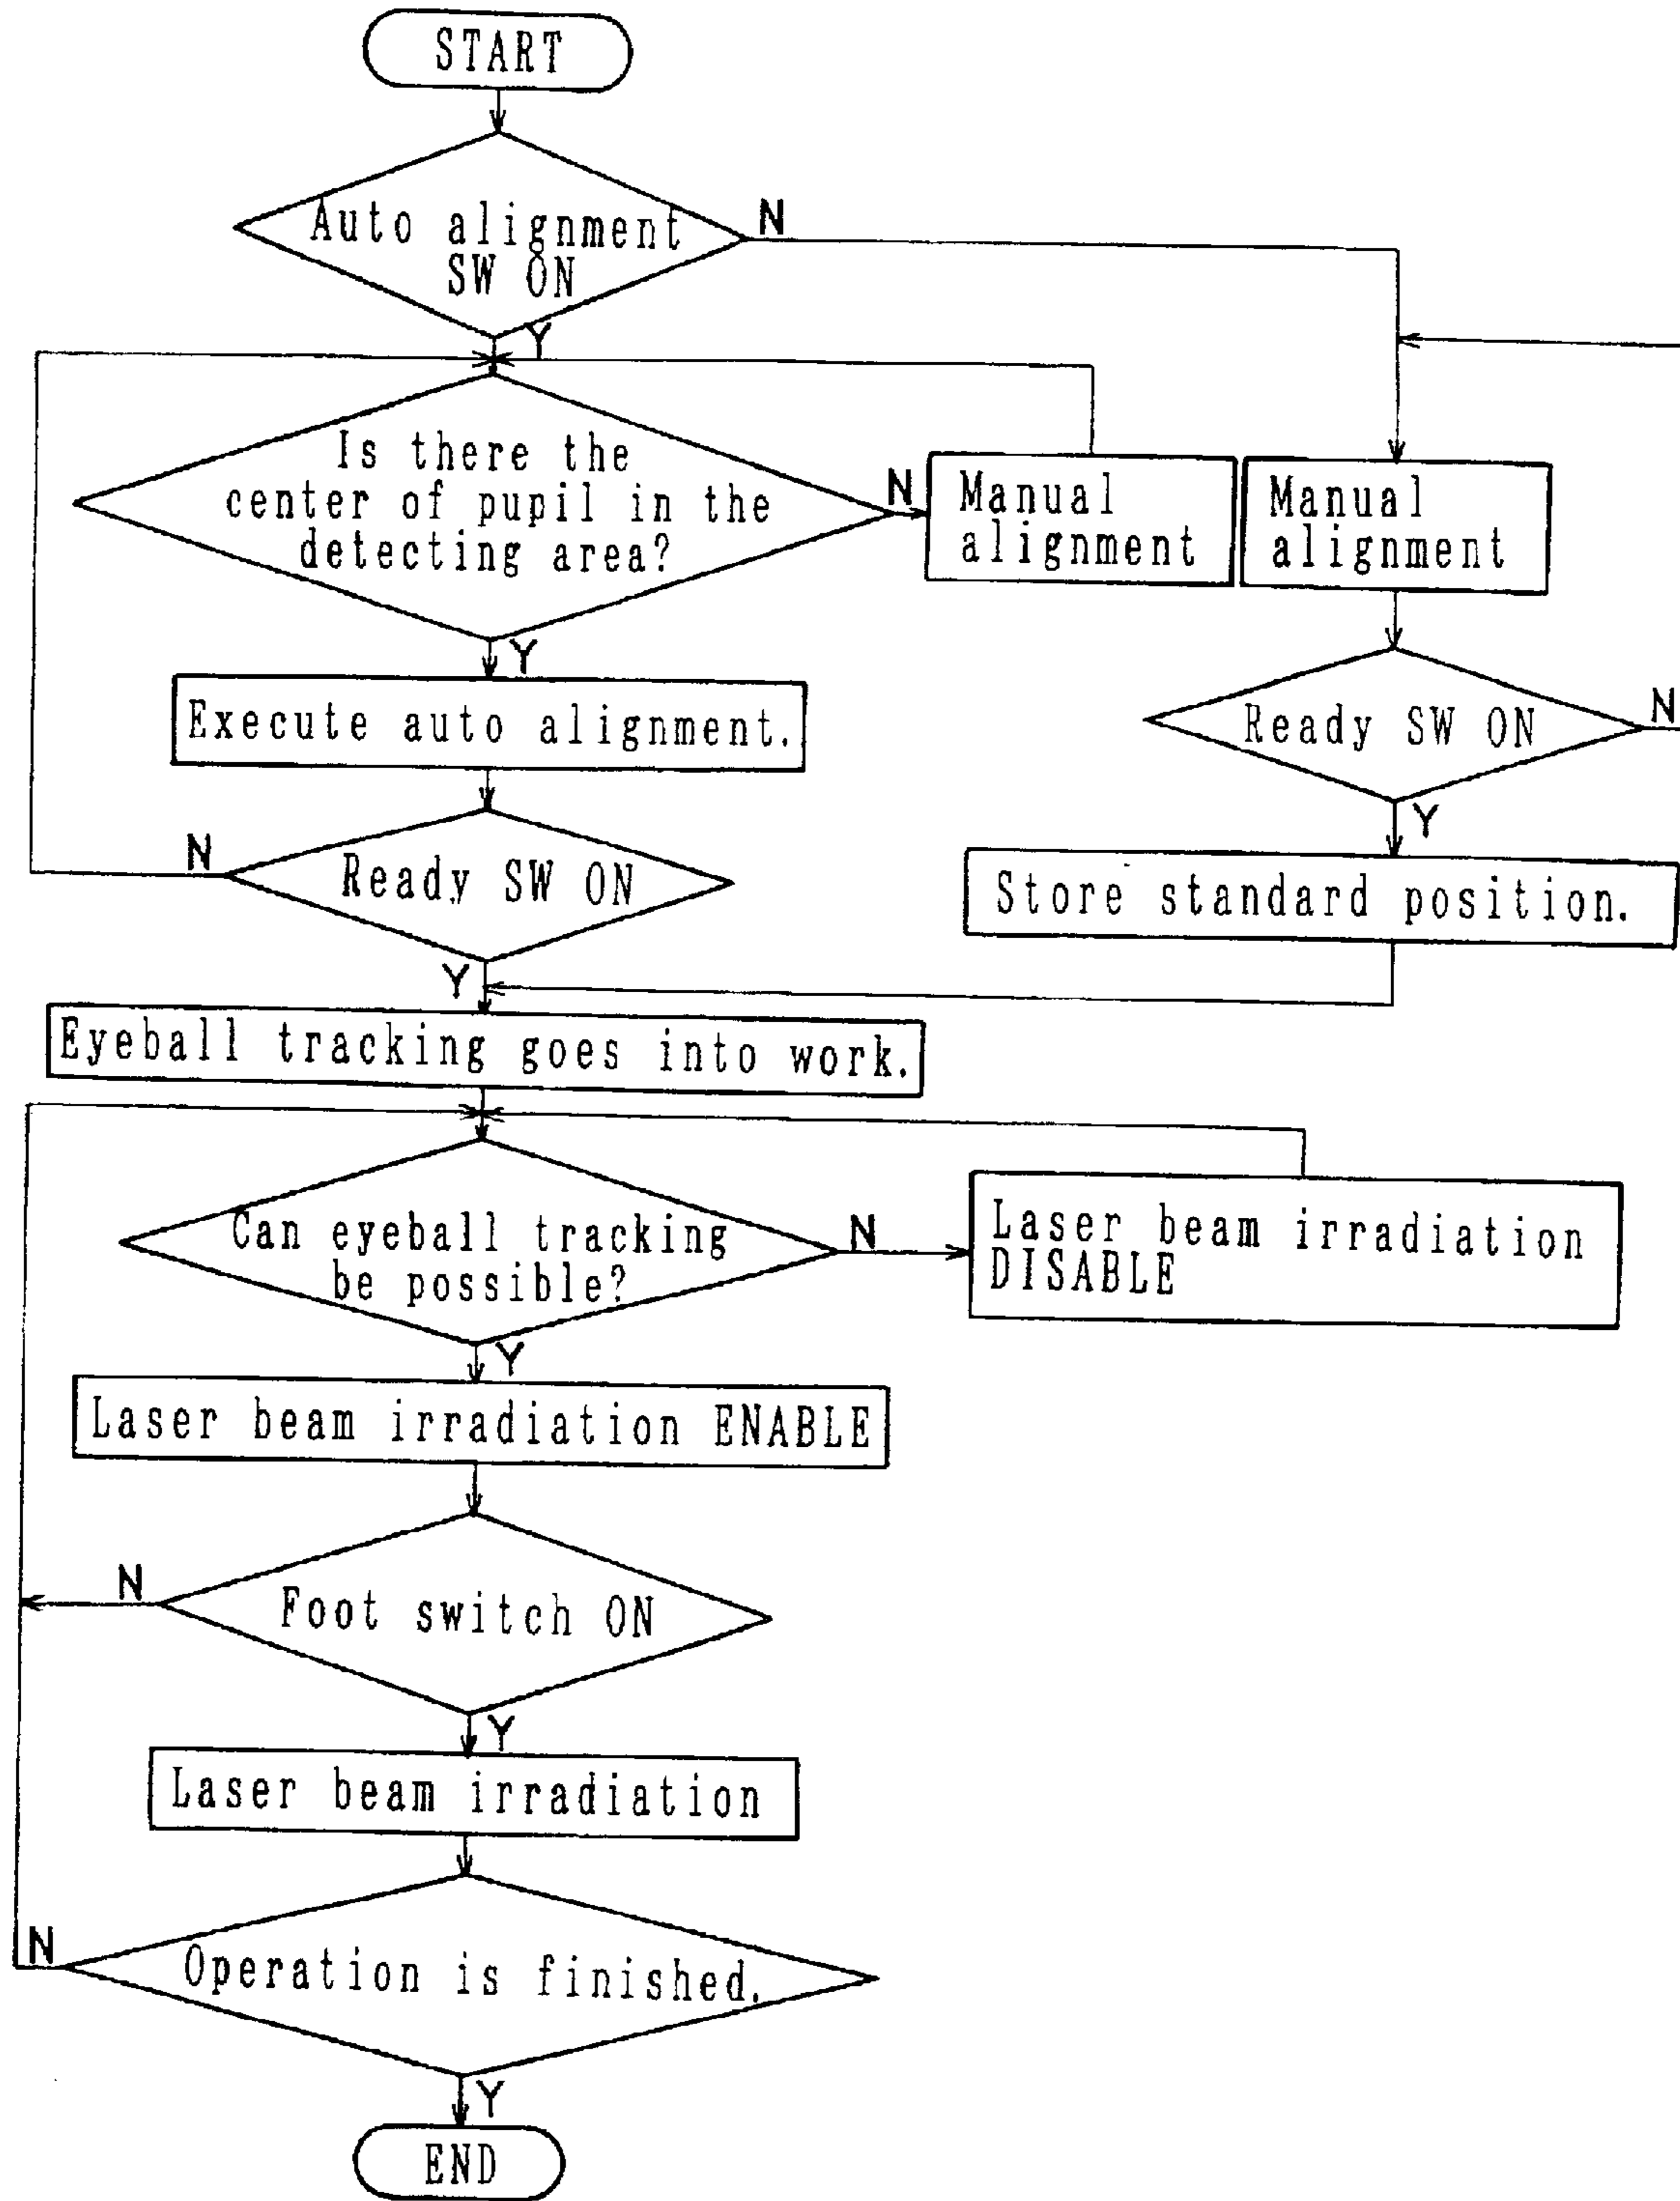 START
Auto alignment
SW ON
N
Y
Is there the
center of pupil in the
detecting area?
N
Manual
alignment
Manual
alignment
Y
Execute auto alignment.
Ready SW ON
N
Y
N
Ready SW ON
Store standard position.
Y
Eyeball tracking goes into work.
Can eyeball tracking
be possible?
N
Laser beam irradiation
DISABLE
Y
Laser beam irradiation ENABLE
N
Foot switch ON
Y
Laser beam irradiation
N
Operation is finished.
Y
END